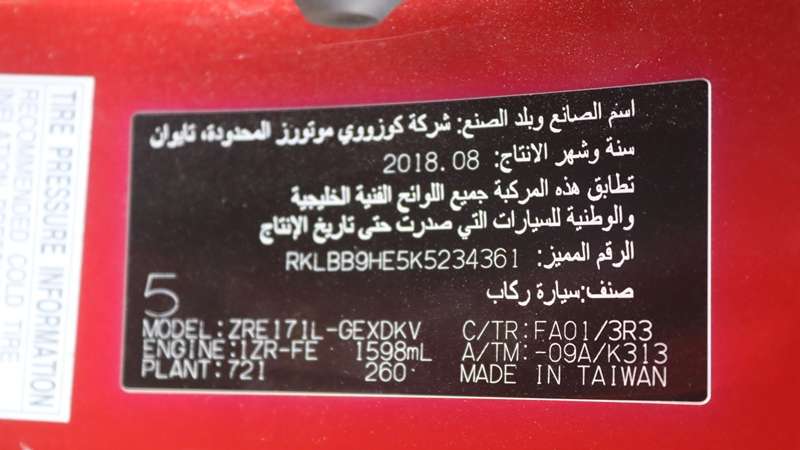 اسم الصانع وبلد الصنع: شركة كوزووي موتورز المحدودة، تايوان
سنة وشهر الانتاج: 2018.08
تطابق هذه المركبة جميع اللوائح الفنية الخليجية
والوطنية للسيارات التي صدرت حتى تاريخ الإنتاج
الرقم المميز: RKLBB9HE5K5234361
صنف:سيارة ركاب
5
MODEL:ZRE171L-GEXDKV C/TR:FA01/3R3
ENGINE:1ZR-FE 1598mL A/TM:-09A/K313
PLANT:721 260 MADE IN TAIWAN
TIRE PRESSURE INFORMATION
RECOMMENDED COLD TIRE
INFLATION